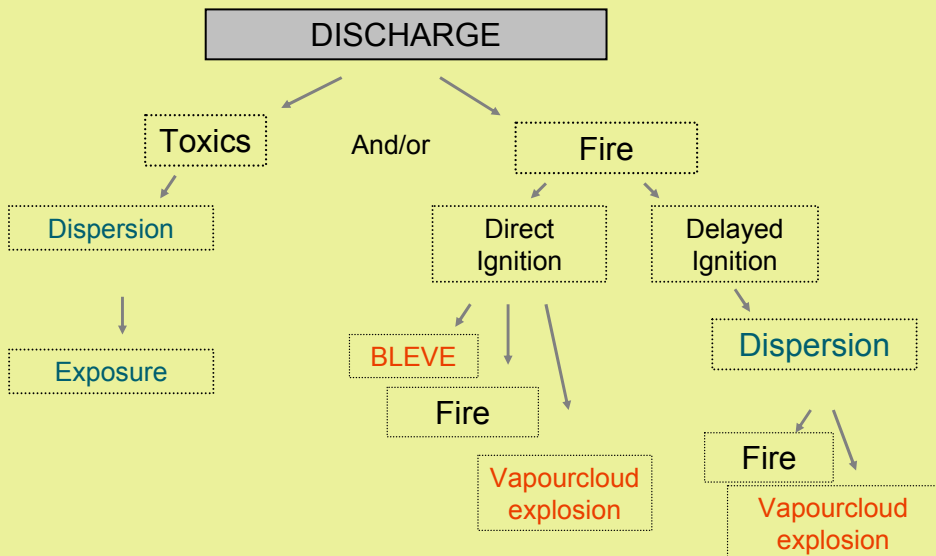 DISCHARGE
Toxics
And/or
Fire
Dispersion
Direct
Ignition
Delayed
Ignition
BLEVE
Dispersion
Exposure
Fire
Fire
Vapourcloud
explosion
Vapourcloud
explosion